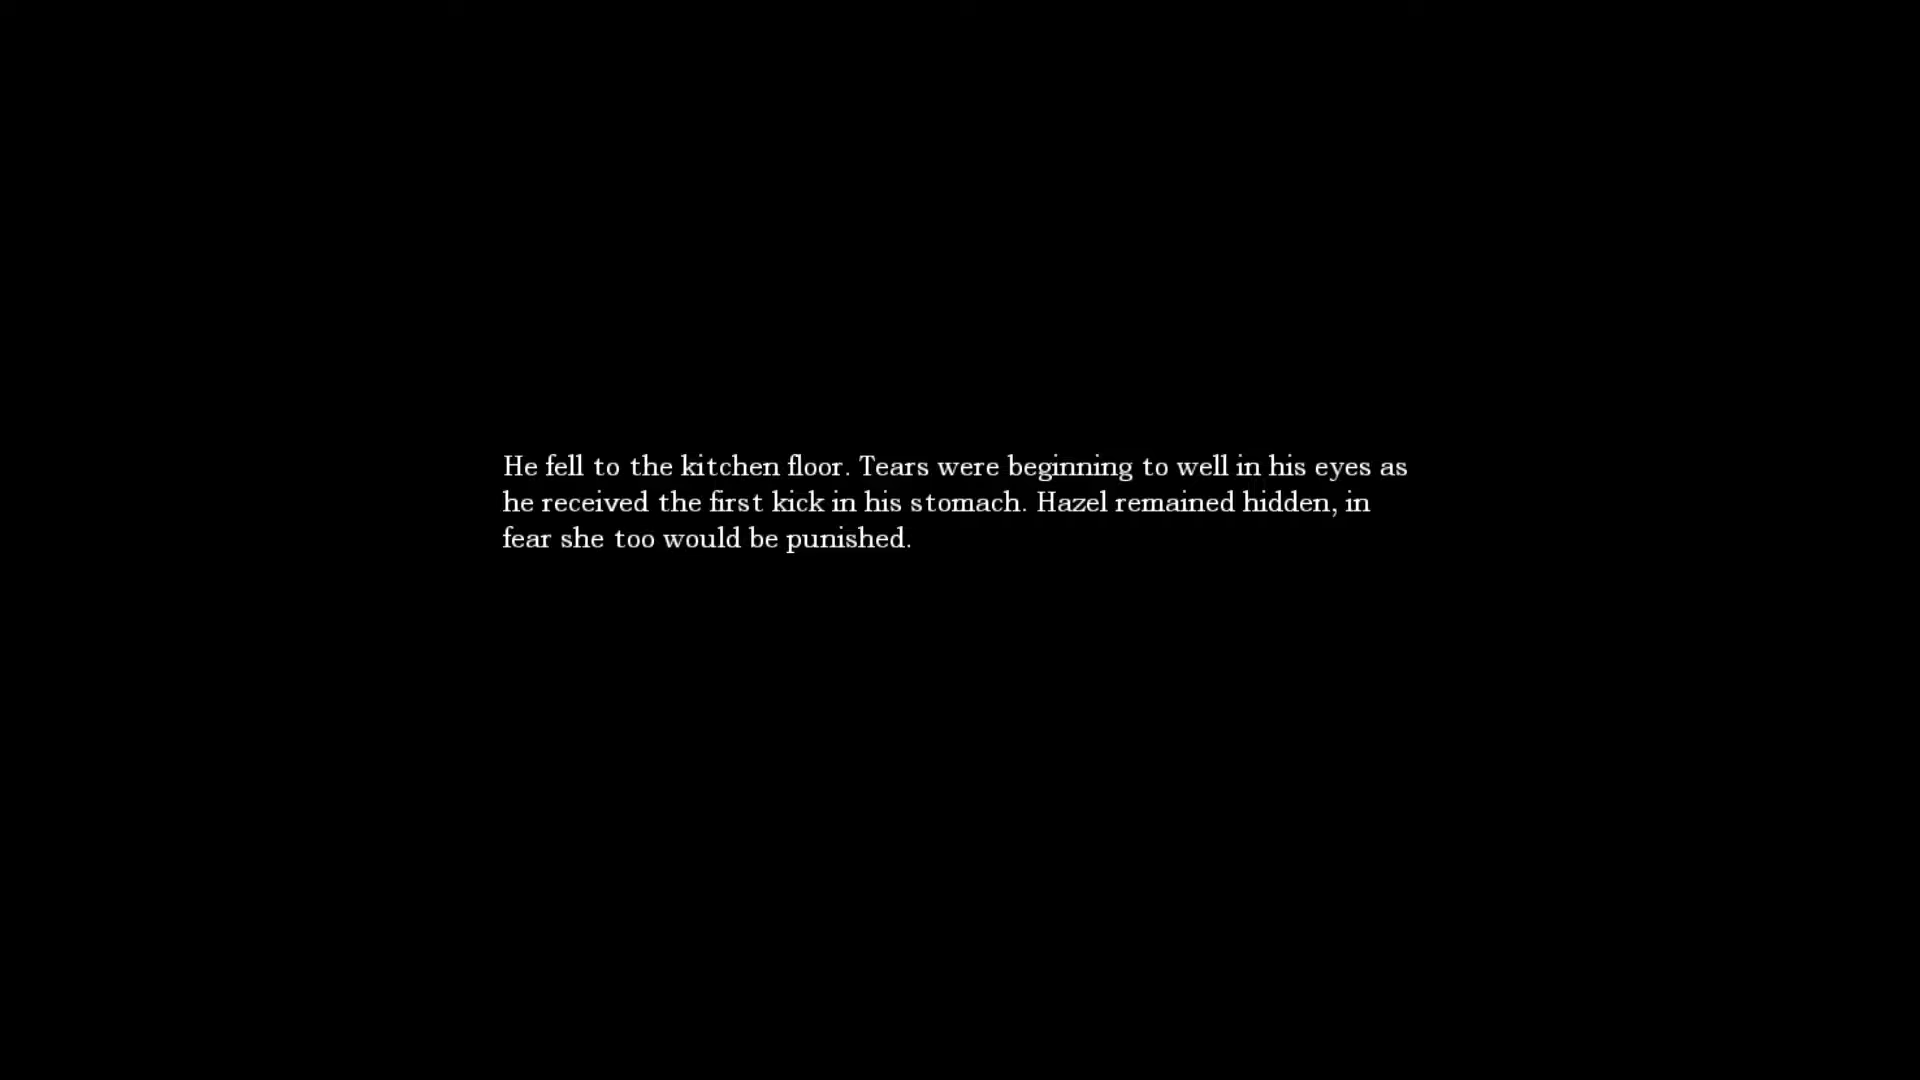 He fell to the kitchen floor. Tears were beginning to well in his eyes as
he received the first kick in his stomach. Hazel remained hidden, in
fear she too would be punished.